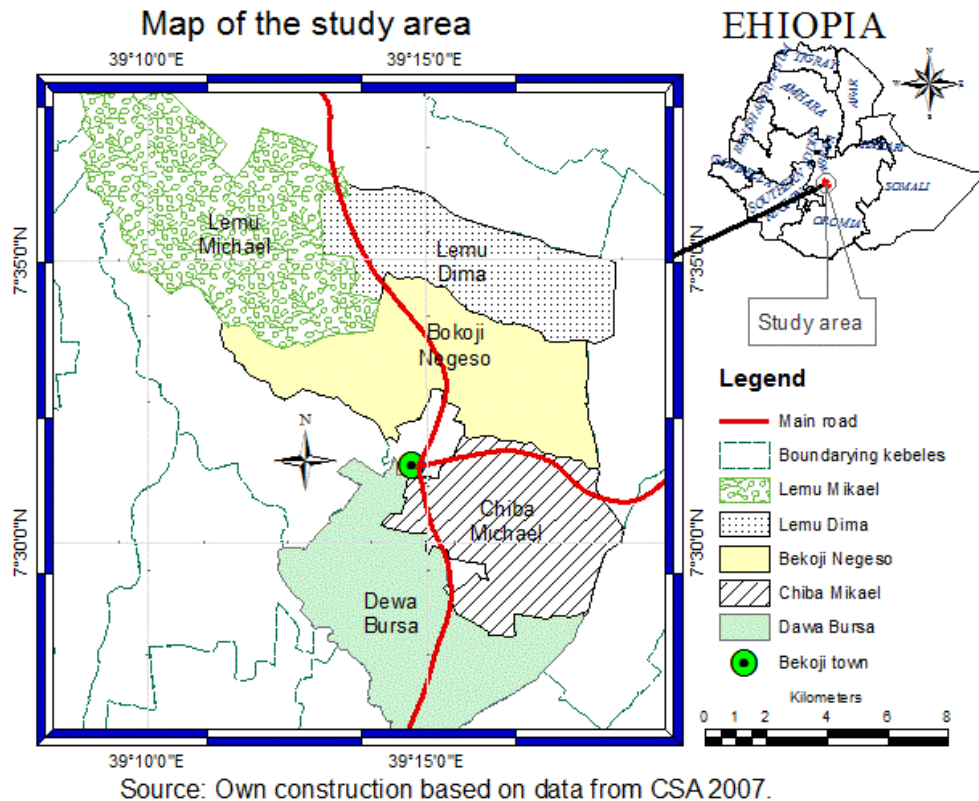 Map of the study area
EHIOPIA
39°10'0"E
39°15'0"E
N
TIGRAY
AFAR
AMHARA
SOMALI
OROMIA
Study area
7°35'0"N
7°35'0"N
7°30'0"N
7°30'0"N
Lemu
Michael
Lemu
Dima
Bokoji
Negeso
N
Chiba
Michael
Dewa
Bursa
Legend
Main road
Boundarying kebeles
Lemu Mikael
Lemu Dima
Bekoji Negeso
Chiba Mikael
Dawa Bursa
Bekoji town
Kilometers
0 1 2 4 6 8
39°10'0"E
39°15'0"E
Source: Own construction based on data from CSA 2007.